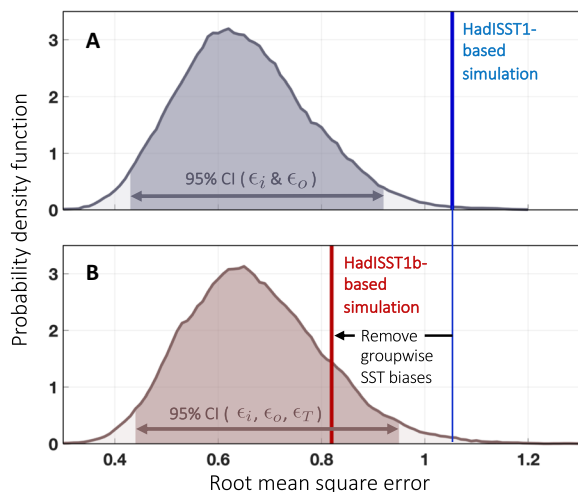 A
HadISST1-
based
simulation
3
2
1
0
95% CI ( ϵi & ϵo )
Probability density function
B
HadISST1b-
based
simulation
Remove
groupwise
SST biases
3
2
1
0
95% CI ( ϵi, ϵo, ϵT )
0.4 0.6 0.8 1 1.2
Root mean square error